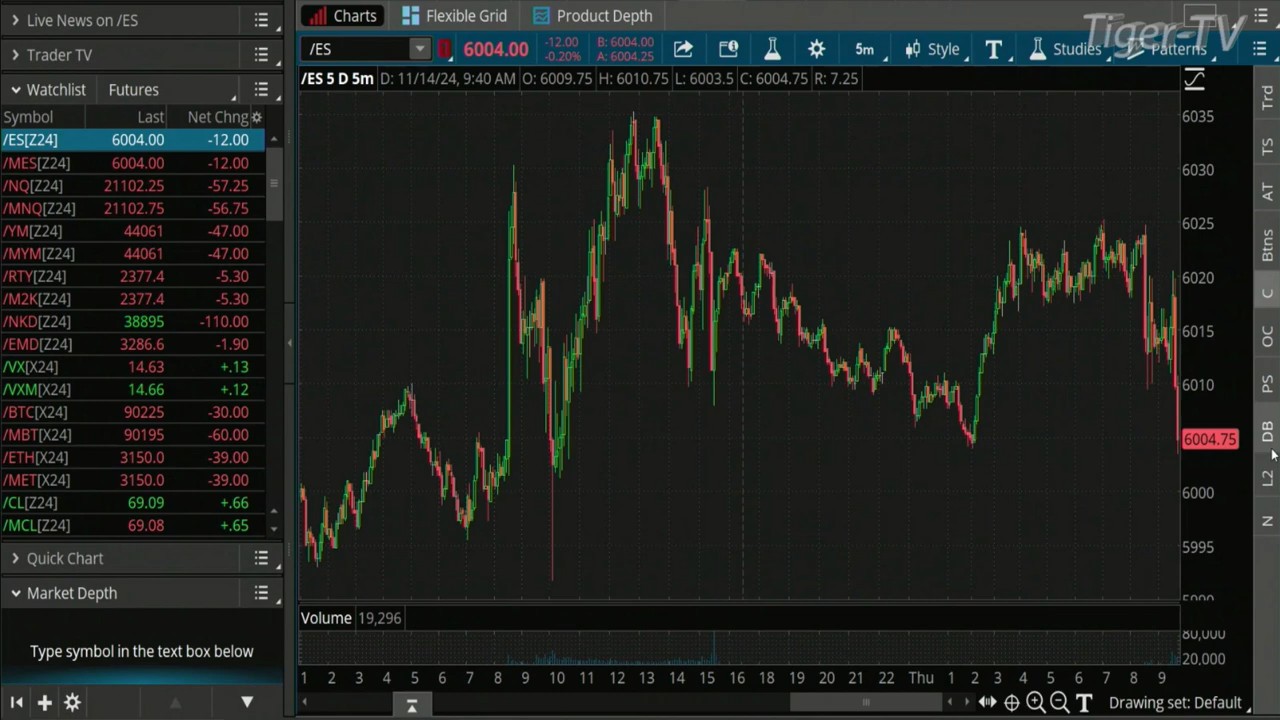 Live News on /ES
Trader TV
Watchlist Futures
Symbol Last Net Chng
/ES[Z24] 6004.00 -12.00
/MES[Z24] 6004.00 -12.00
/NQ[Z24] 21102.25 -57.25
/MNQ[Z24] 21102.75 -56.75
/YM[Z24] 44061 -47.00
/MYM[Z24] 44061 -47.00
/RTY[Z24] 2377.4 -5.30
/M2K[Z24] 2377.4 -5.30
/NKD[Z24] 38895 -110.00
/EMD[Z24] 3286.6 -1.90
/VX[X24] 14.63 +.13
/VXM[X24] 14.66 +.12
/BTC[X24] 90225 -30.00
/MBT[X24] 90195 -60.00
/ETH[X24] 3150.0 -39.00
/MET[X24] 3150.0 -39.00
/CL[Z24] 69.09 +.66
/MCL[Z24] 69.08 +.65
Quick Chart
Market Depth
Type symbol in the text box below
Charts Flexible Grid Product Depth
Tiger-TV
/ES 6004.00 -12.00 B: 6004.00
-0.20% A: 6004.25
5m Style T Studies Patterns
/ES 5 D 5m D: 11/14/24, 9:40 AM O: 6009.75 H: 6010.75 L: 6003.5 C: 6004.75 R: 7.25
6035
6030
6025
6020
6015
6010
6004.75
6000
5995
5990
Volume 19,296
80,000
20,000
1 2 3 4 5 6 7 8 9 10 11 12 13 14 15 16 17 18 19 20 21 22 Thu 1 2 3 4 5 6 7 8 9
T Drawing set: Default
Trd
TS
AT
Btns
C
OC
PS
DB
L2
N